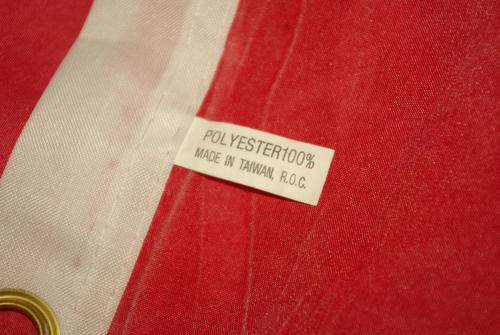 POLYESTER100%
MADE IN TAIWAN, R.O.C.